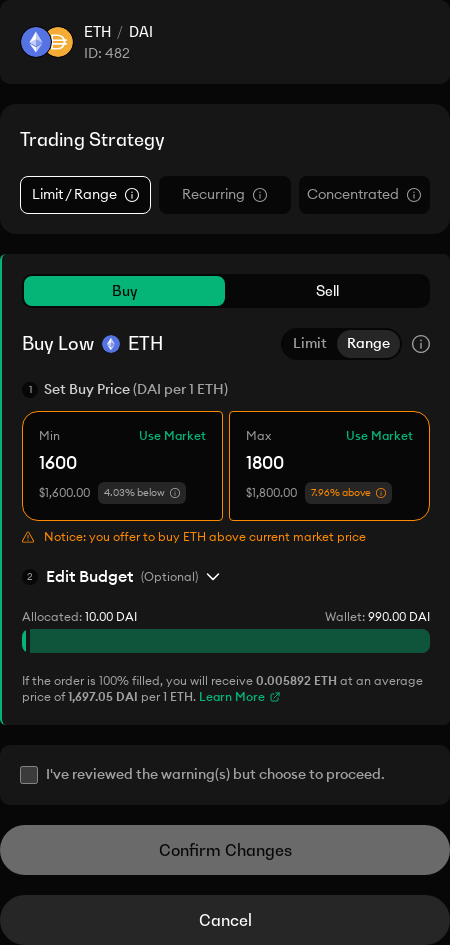 ETH / DAI
ID: 482
Trading Strategy
Limit / Range
Recurring
Concentrated
Buy
Sell
Buy Low ETH
Limit
Range
1 Set Buy Price (DAI per 1 ETH)
Min Use Market
1600
$1,600.00 4.03% below
Max Use Market
1800
$1,800.00 7.96% above
Notice: you offer to buy ETH above current market price
2 Edit Budget (Optional)
Allocated: 10.00 DAI
Wallet: 990.00 DAI
If the order is 100% filled, you will receive 0.005892 ETH at an average
price of 1,697.05 DAI per 1 ETH. Learn More
I've reviewed the warning(s) but choose to proceed.
Confirm Changes
Cancel